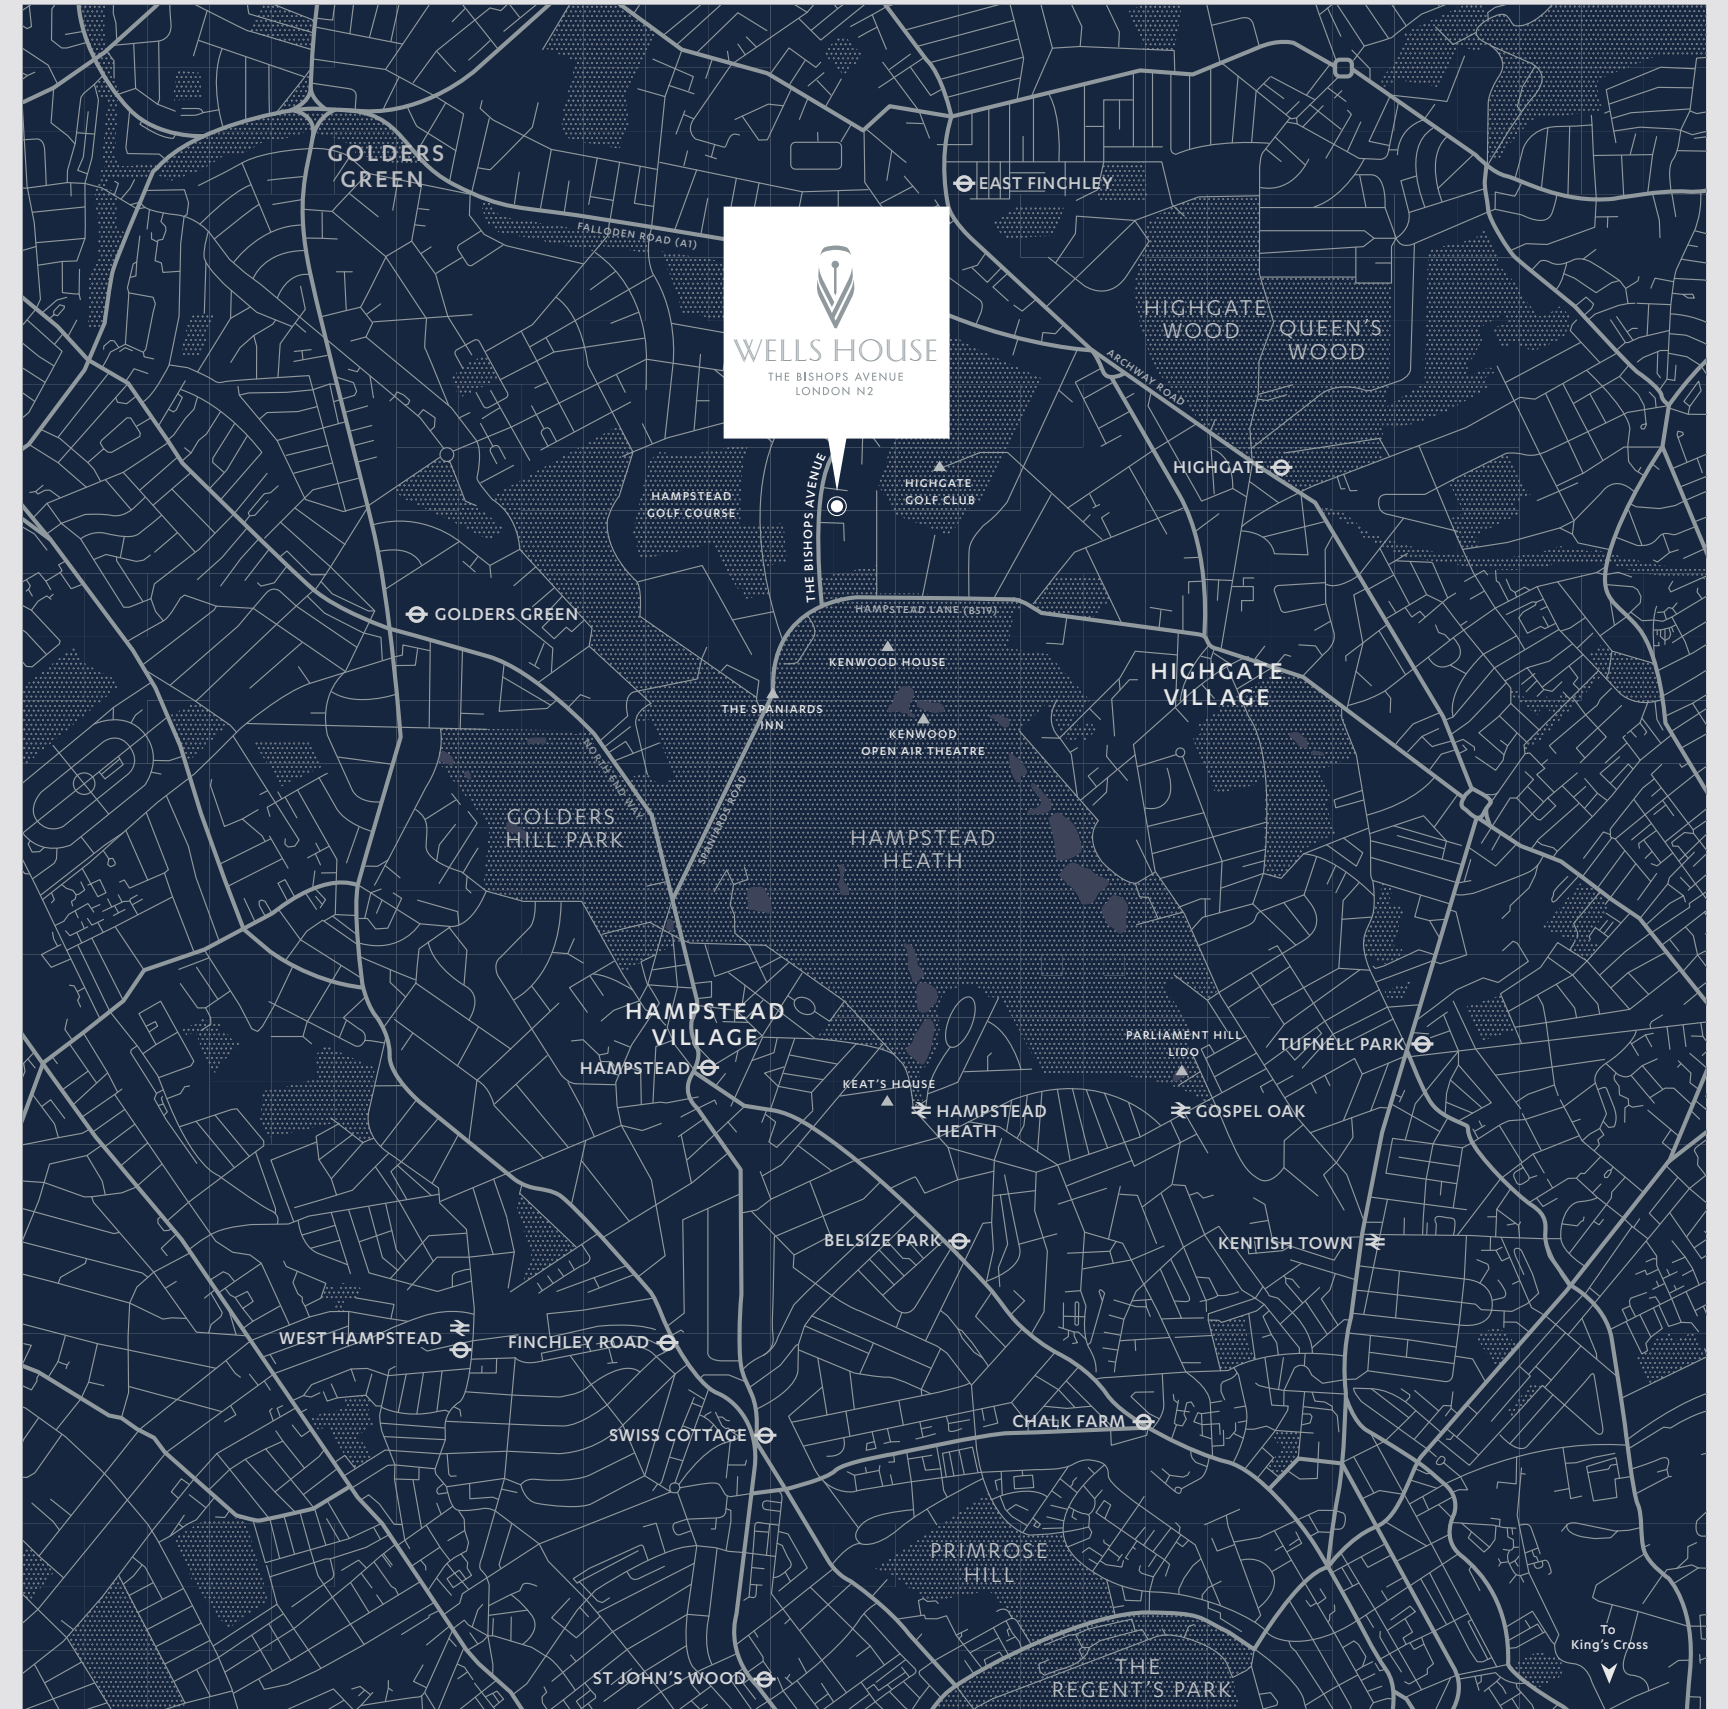 GOLDERS
GREEN
EAST FINCHLEY
FALLODEN ROAD (A1)
WELLS HOUSE
THE BISHOPS AVENUE
LONDON N2
HIGHGATE
WOOD
QUEEN'S
WOOD
ARCHWAY ROAD
HIGHGATE
HIGHGATE
GOLF CLUB
HAMPSTEAD
GOLF COURSE
THE BISHOPS AVENUE
GOLDERS GREEN
HAMPSTEAD LANE (B519)
KENWOOD HOUSE
HIGHGATE
VILLAGE
THE SPANIARDS
INN
KENWOOD
OPEN AIR THEATRE
NORTH END WAY
SPANIARDS ROAD
GOLDERS
HILL PARK
HAMPSTEAD
HEATH
HAMPSTEAD
VILLAGE
HAMPSTEAD
PARLIAMENT HILL
LIDO
TUFNELL PARK
KEAT'S HOUSE
HAMPSTEAD
HEATH
GOSPEL OAK
BELSIZE PARK
KENTISH TOWN
WEST HAMPSTEAD
FINCHLEY ROAD
CHALK FARM
SWISS COTTAGE
PRIMROSE
HILL
To
King's Cross
THE
REGENT'S PARK
ST JOHN'S WOOD